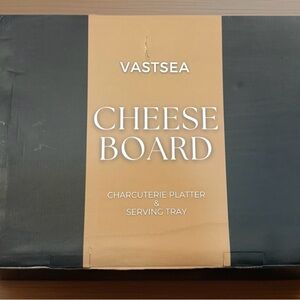 VASTSEA
CHEESE
BOARD
CHARCUTERIE PLATTER
&
SERVING TRAY